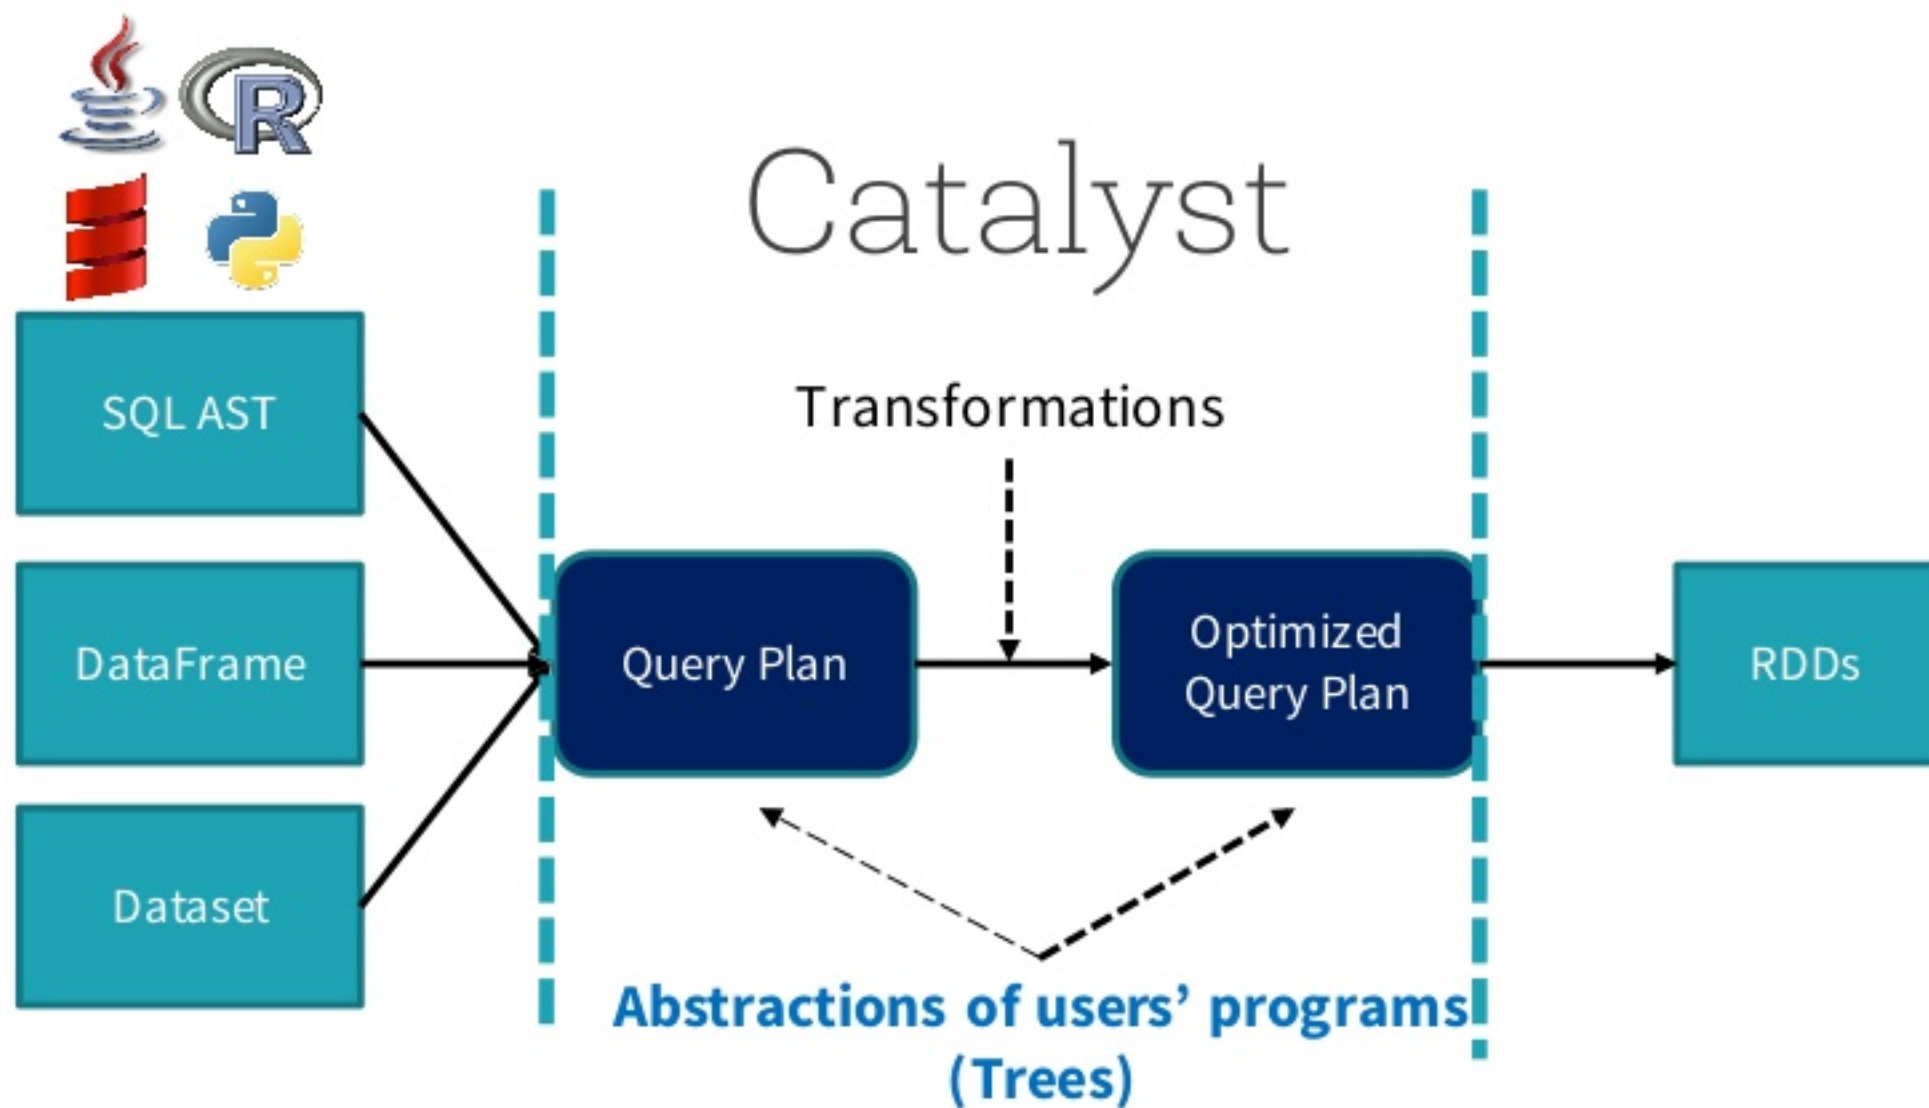 R
Catalyst
SQL AST
Transformations
DataFrame
Query Plan
Optimized
Query Plan
RDDs
Dataset
Abstractions of users’ programs
(Trees)